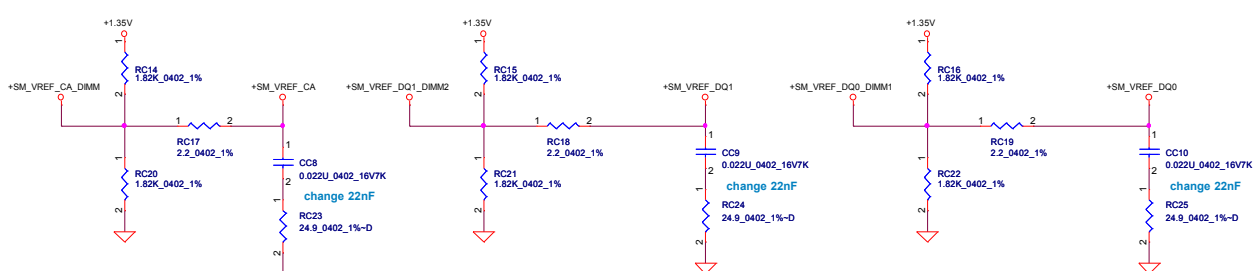 +1.35V
1
RC14
1.82K_0402_1%
2
+SM_VREF_CA_DIMM
+SM_VREF_CA
1
2
RC17
2.2_0402_1%
1
RC20
1.82K_0402_1%
2
1
CC8
0.022U_0402_16V7K
2
change 22nF
1
RC23
24.9_0402_1%~D
2
+1.35V
1
RC15
1.82K_0402_1%
2
+SM_VREF_DQ1_DIMM2
+SM_VREF_DQ1
1
2
RC18
2.2_0402_1%
1
RC21
1.82K_0402_1%
2
1
CC9
0.022U_0402_16V7K
2
change 22nF
1
RC24
24.9_0402_1%~D
2
+1.35V
1
RC16
1.82K_0402_1%
2
+SM_VREF_DQ0_DIMM1
+SM_VREF_DQ0
1
2
RC19
2.2_0402_1%
1
RC22
1.82K_0402_1%
2
1
CC10
0.022U_0402_16V7K
2
change 22nF
1
RC25
24.9_0402_1%~D
2